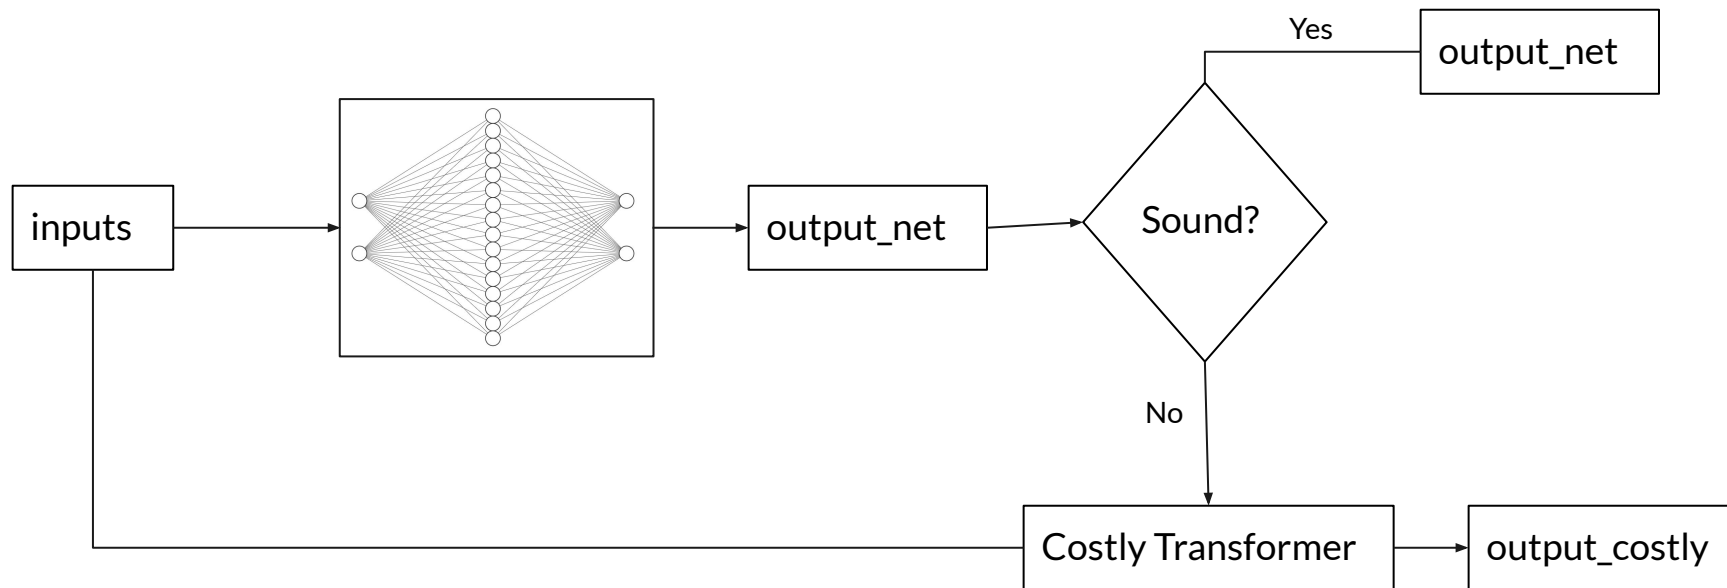 Yes
output_net
inputs
output_net
Sound?
No
Costly Transformer
output_costly